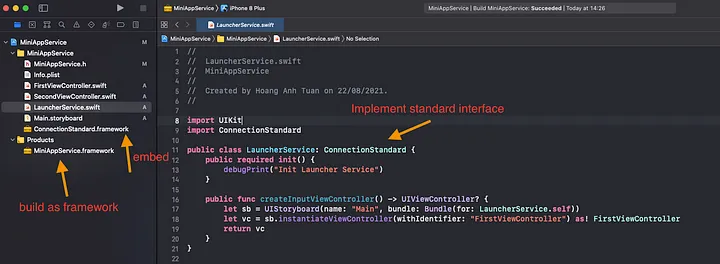 MiniAppService
iPhone 8 Plus
MiniAppService | Build MiniAppService: Succeeded | Today at 14:26
LauncherService.swift
MiniAppService
M
MiniAppService
MiniAppService
LauncherService.swift
No Selection
MiniAppService
MiniAppService.h
M
Info.plist
FirstViewController.swift
A
SecondViewController.swift
A
LauncherService.swift
A
Main.storyboard
A
ConnectionStandard.framework
Products
MiniAppService.framework
embed
build as framework
Implement standard interface
1 //
2 // LauncherService.swift
3 // MiniAppService
4 //
5 // Created by Hoang Anh Tuan on 22/08/2021.
6 //
7
8 import UIKit
9 import ConnectionStandard
10
11 public class LauncherService: ConnectionStandard {
12 public required init() {
13 debugPrint("Init Launcher Service")
14 }
15
16 public func createInputViewController() -> UIViewController? {
17 let sb = UIStoryboard(name: "Main", bundle: Bundle(for: LauncherService.self))
18 let vc = sb.instantiateViewController(withIdentifier: "FirstViewController") as! FirstViewController
19 return vc
20 }
21 }
22